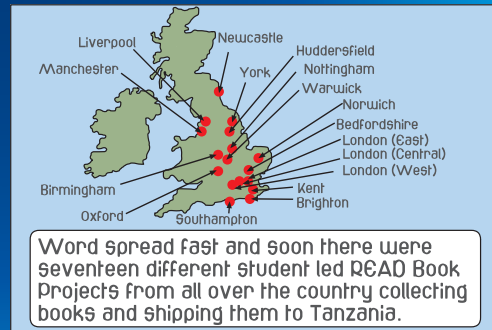 Newcastle
Liverpool
Huddersfield
Manchester
York
Nottingham
Warwick
Norwich
Bedfordshire
London (East)
London (Central)
London (West)
Birmingham
Kent
Oxford
Brighton
Southampton
Word spread fast and soon there were
seventeen different student led READ Book
Projects from all over the country collecting
books and shipping them to Tanzania.